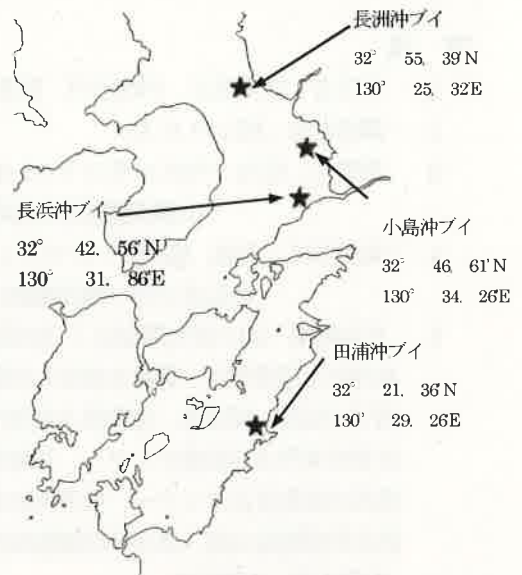 長洲沖ブイ
32° 55. 39'N
130° 25. 32'E
長浜沖ブイ
32° 42. 56'N
130° 31. 86'E
小島沖ブイ
32° 46. 61'N
130° 34. 26'E
田浦沖ブイ
32° 21. 36'N
130° 29. 26'E